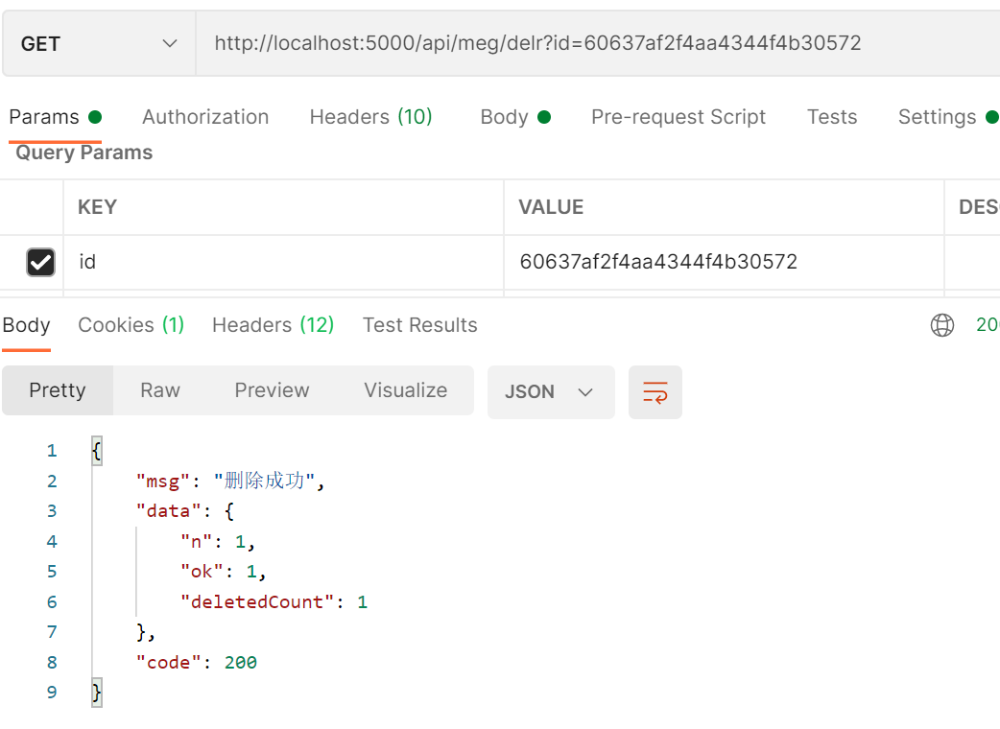 GET http://localhost:5000/api/meg/delr?id=60637af2f4aa4344f4b30572
Params Authorization Headers (10) Body Pre-request Script Tests Settings
Query Params
KEY VALUE DES
id 60637af2f4aa4344f4b30572
Body Cookies (1) Headers (12) Test Results 20
Pretty Raw Preview Visualize JSON
1 {
2 "msg": "删除成功",
3 "data": {
4 "n": 1,
5 "ok": 1,
6 "deletedCount": 1
7 },
8 "code": 200
9 }